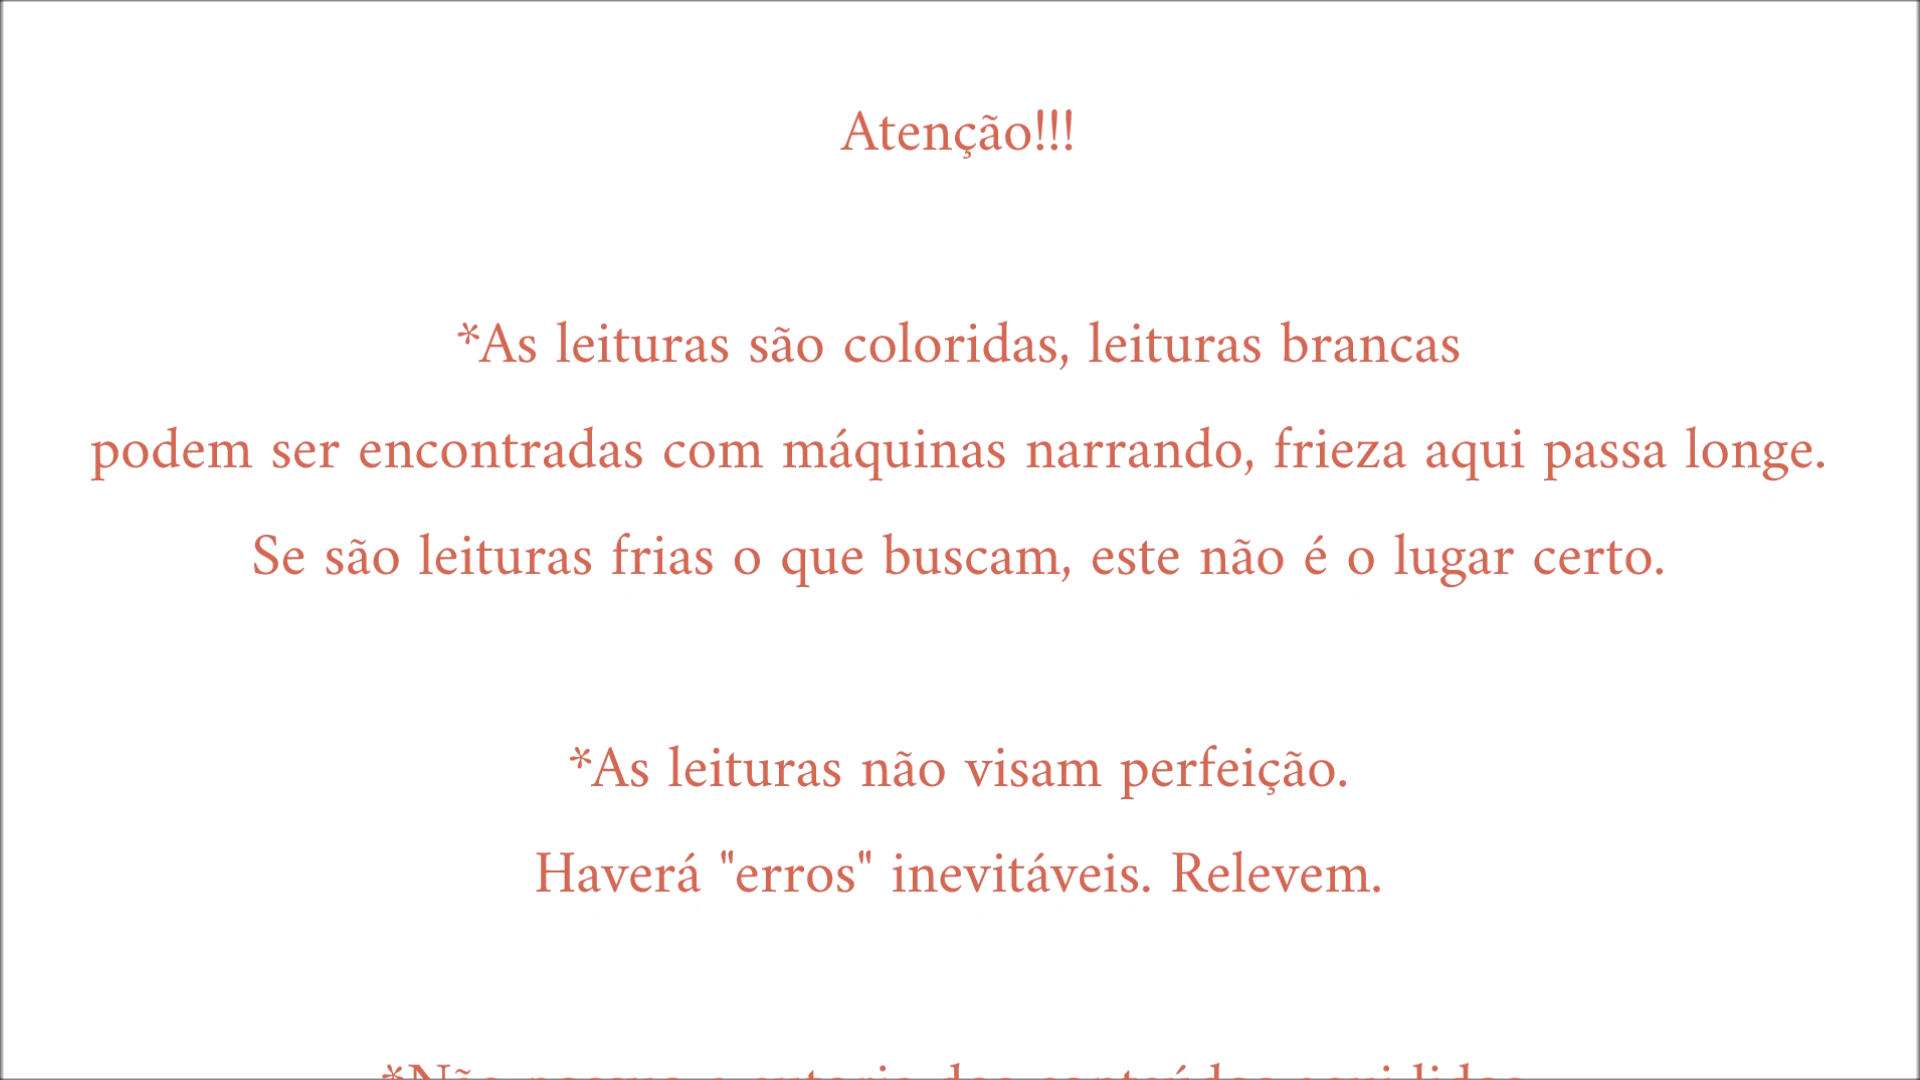 Atenção!!!
*As leituras são coloridas, leituras brancas
podem ser encontradas com máquinas narrando, frieza aqui passa longe.
Se são leituras frias o que buscam, este não é o lugar certo.
*As leituras não visam perfeição.
Haverá "erros" inevitáveis. Relevem.